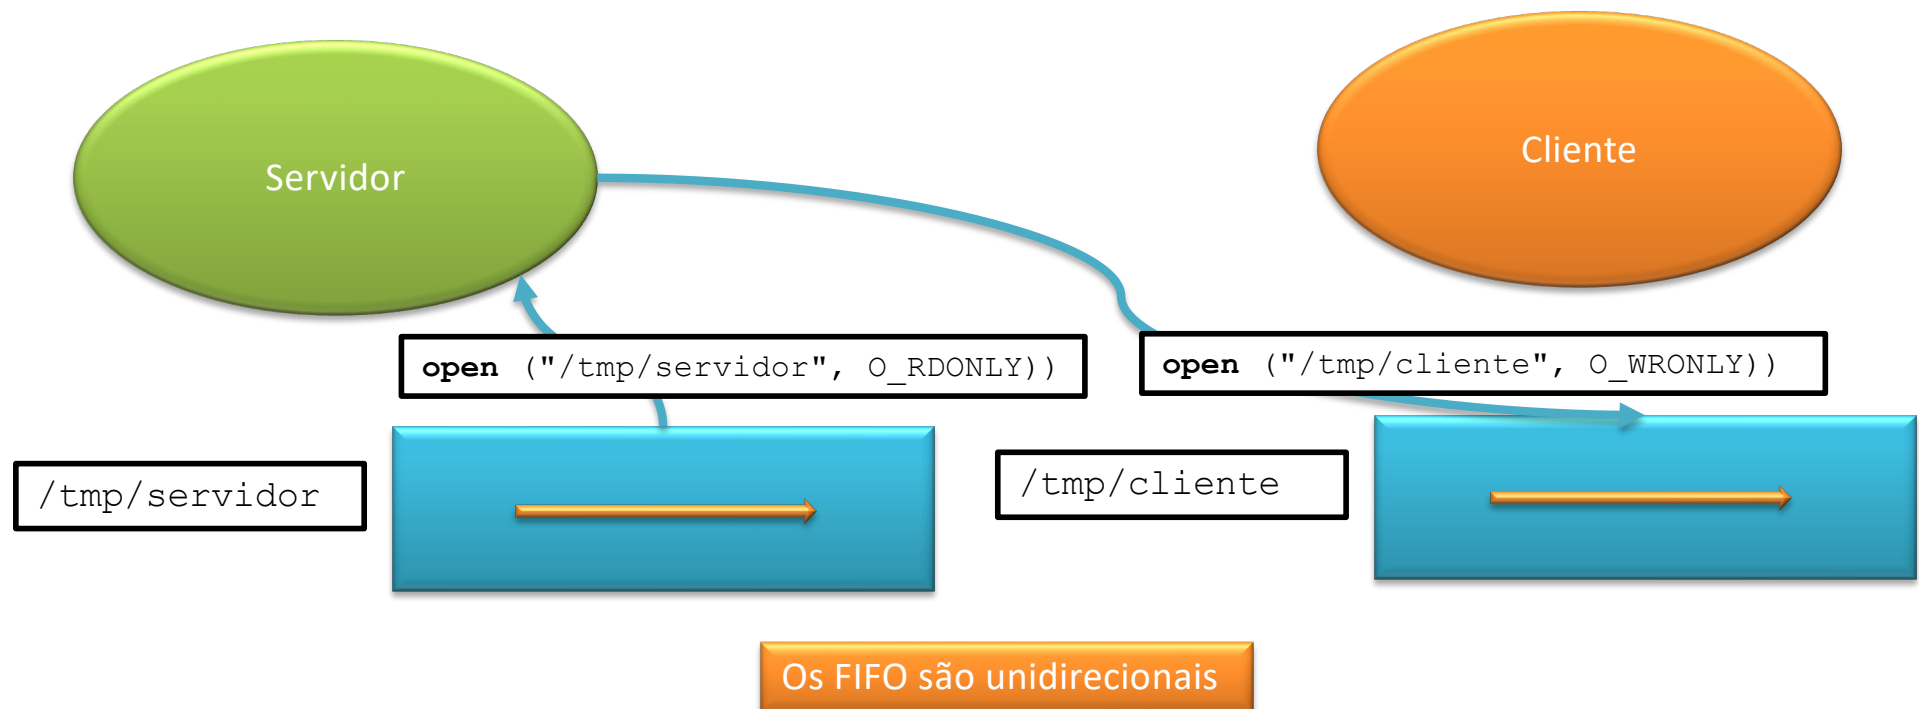 Servidor
Cliente
open ("/tmp/servidor", O_RDONLY))
open ("/tmp/cliente", O_WRONLY))
/tmp/servidor
/tmp/cliente
Os FIFO são unidirecionais